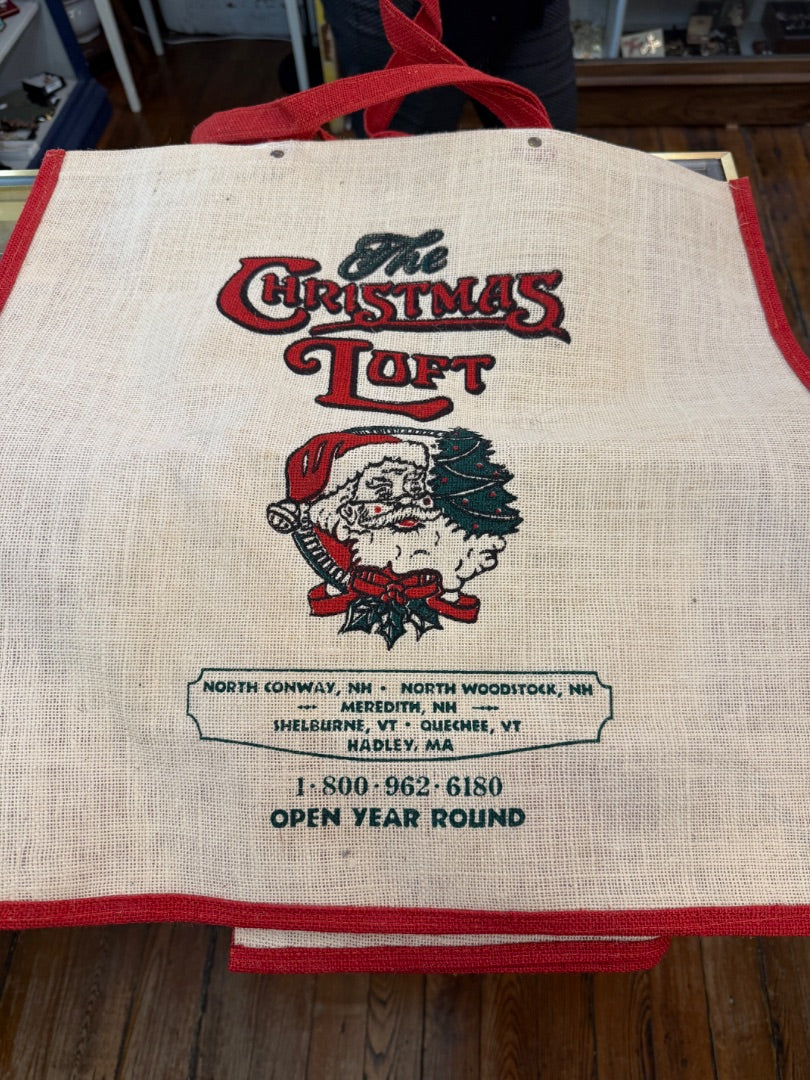 The
CHRISTMAS
LOFT
NORTH CONWAY, NH • NORTH WOODSTOCK, NH
MEREDITH, NH
SHELBURNE, VT • QUECHEE, VT
HADLEY, MA
1·800·962·6180
OPEN YEAR ROUND